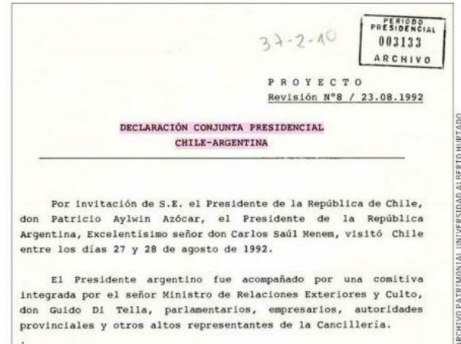 37-2-10
PERIODO
PRESIDENCIAL
003133
ARCHIVO
PROYECTO
Revisión Nº8 / 23.08.1992
DECLARACIÓN CONJUNTA PRESIDENCIAL
CHILE-ARGENTINA
Por invitación de S.E. el Presidente de la República de Chile,
don Patricio Aylwin Azócar, el Presidente de la República
Argentina, Excelentísimo señor don Carlos Saúl Menem, visitó Chile
entre los días 27 y 28 de agosto de 1992.
El Presidente argentino fue acompañado por una comitiva
integrada por el señor Ministro de Relaciones Exteriores y Culto,
don Guido Di Tella, parlamentarios, empresarios, autoridades
provinciales y otros altos representantes de la Cancillería.
ARCHIVO PATRIMONIAL UNIVERSIDAD ALBERTO HURTADO